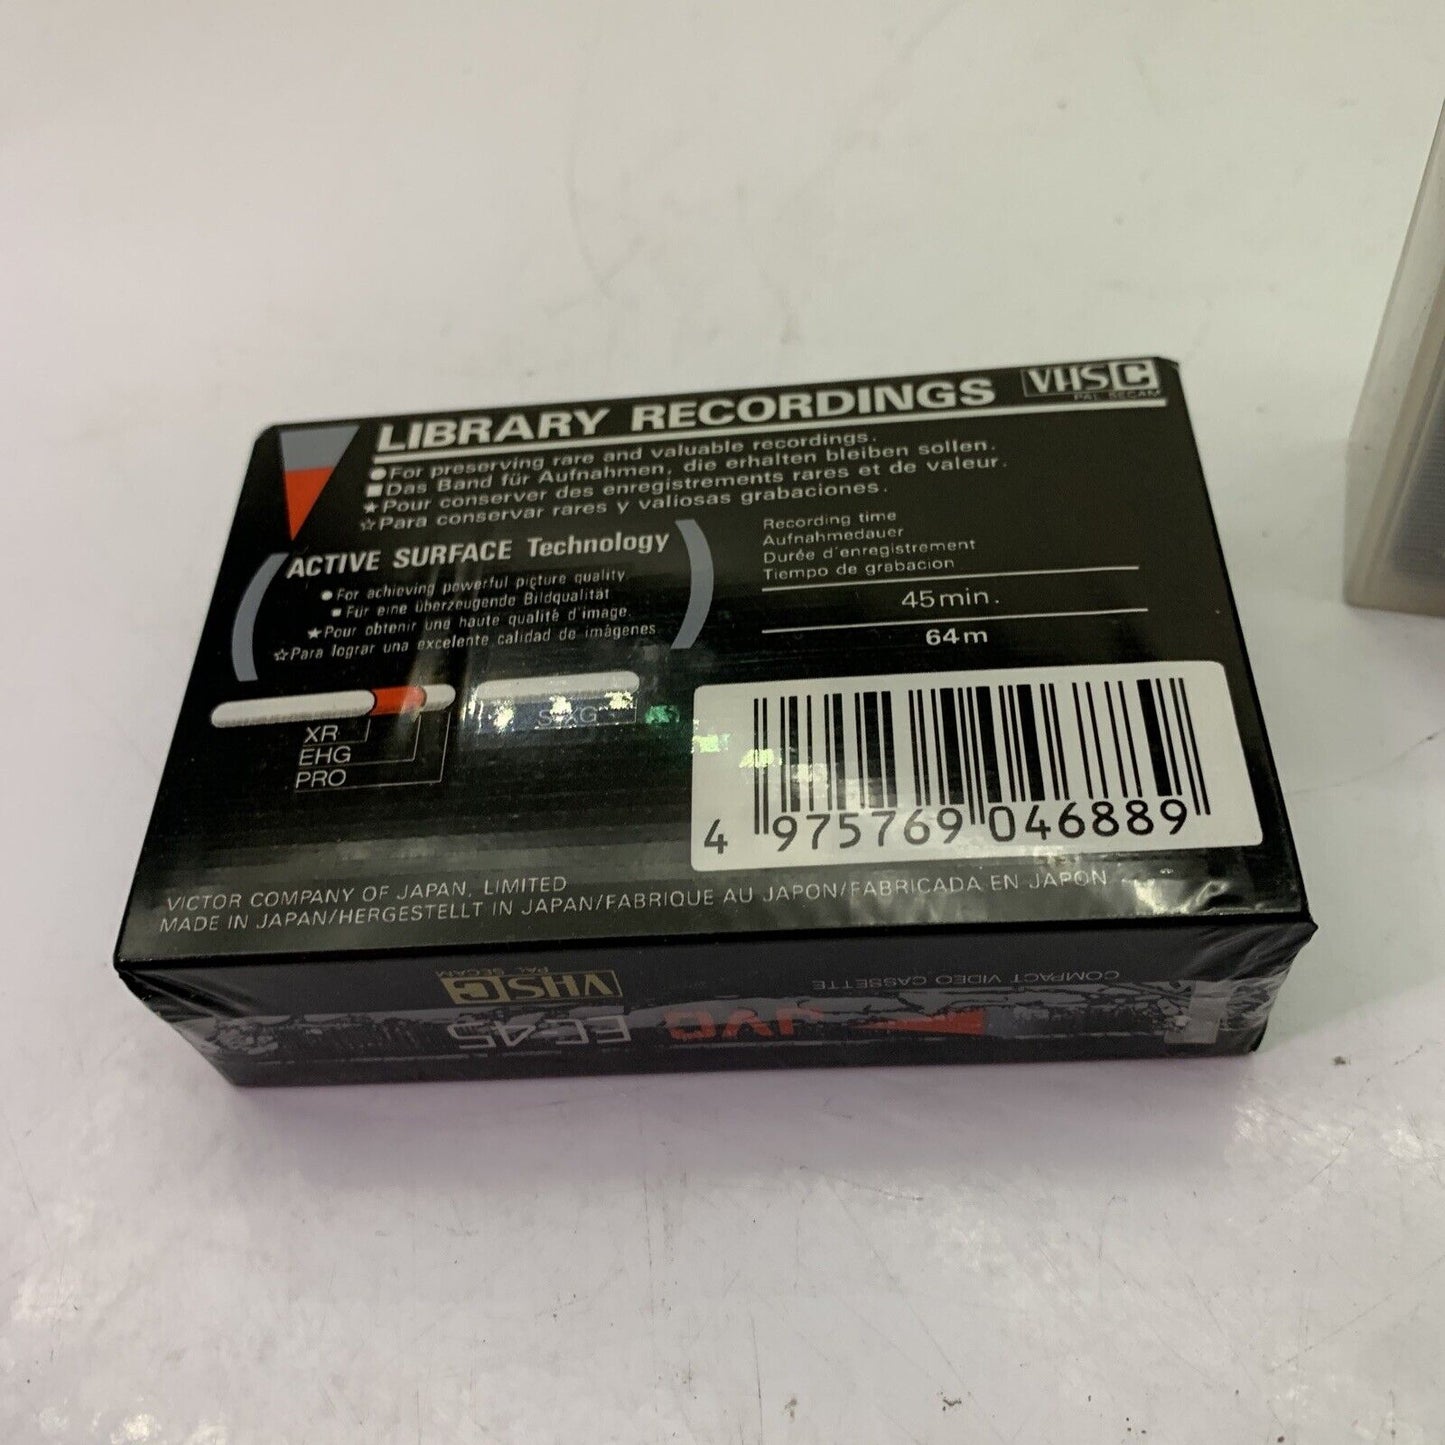 LIBRARY RECORDINGS
VHS C
PAL SECAM
●For preserving rare and valuable recordings.
■Das Band für Aufnahmen, die erhalten bleiben sollen.
★Pour conserver des enregistrements rares et de valeur.
☆Para conservar rares y valiosas grabaciones.
ACTIVE SURFACE Technology
●For achieving powerful picture quality
■Für eine überzeugende Bildqualität
★Pour obtenir une haute qualité d'image.
☆Para lograr una excelente calidad de imágenes.
Recording time
Aufnahmedauer
Durée d'enregistrement
Tiempo de grabacion
45min.
64m
XR
EHG
PRO
4 975769 046889
VICTOR COMPANY OF JAPAN, LIMITED
MADE IN JAPAN/HERGESTELLT IN JAPAN/FABRIQUE AU JAPON/FABRICADA EN JAPON
COMPACT VIDEO CASSETTE
VHS C
PAL SECAM
JVC
45